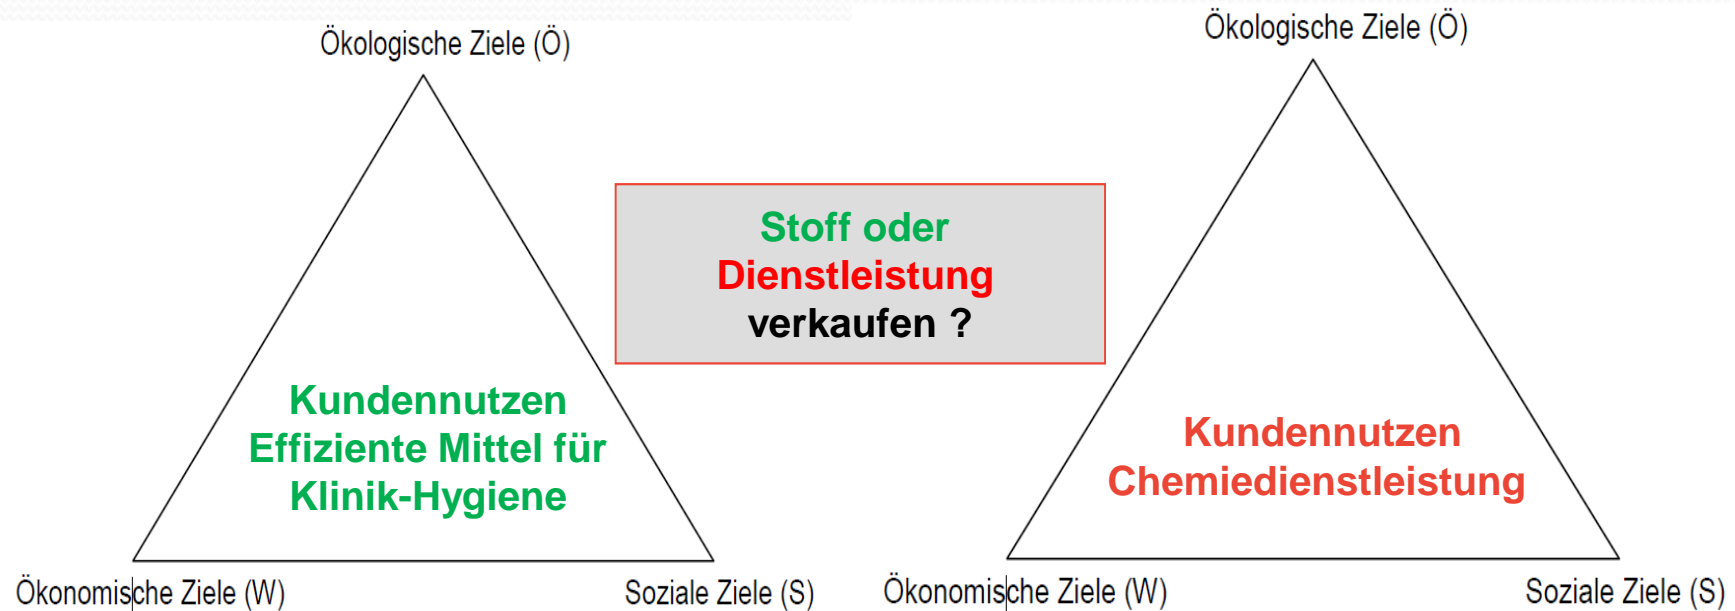 Ökologische Ziele (Ö)
Kundennutzen
Effiziente Mittel für
Klinik-Hygiene
Ökonomische Ziele (W)
Soziale Ziele (S)
Stoff oder
Dienstleistung
verkaufen ?
Ökologische Ziele (Ö)
Kundennutzen
Chemiedienstleistung
Ökonomische Ziele (W)
Soziale Ziele (S)